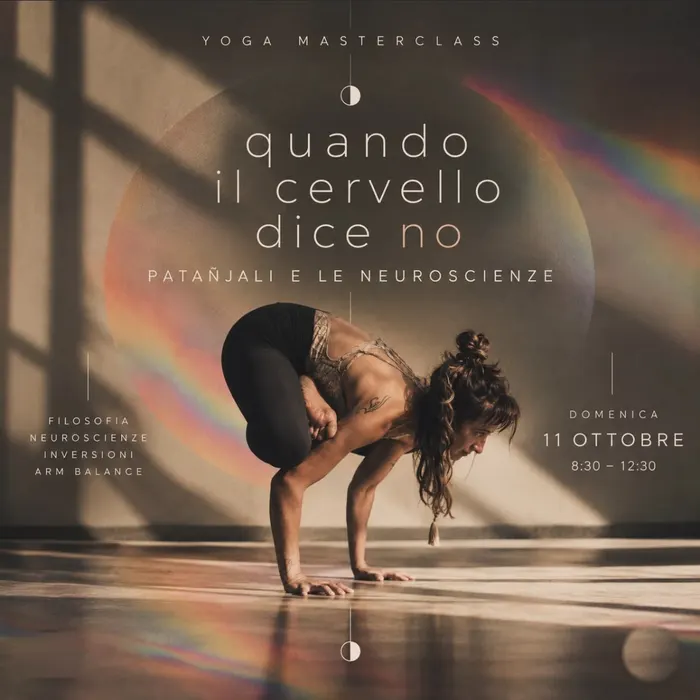 YOGA MASTERCLASS
quando
il cervello
dice no
PATAÑJALI E LE NEUROSCIENZE
FILOSOFIA
NEUROSCIENZE
INVERSIONI
ARM BALANCE
DOMENICA
11 OTTOBRE
8:30 – 12:30